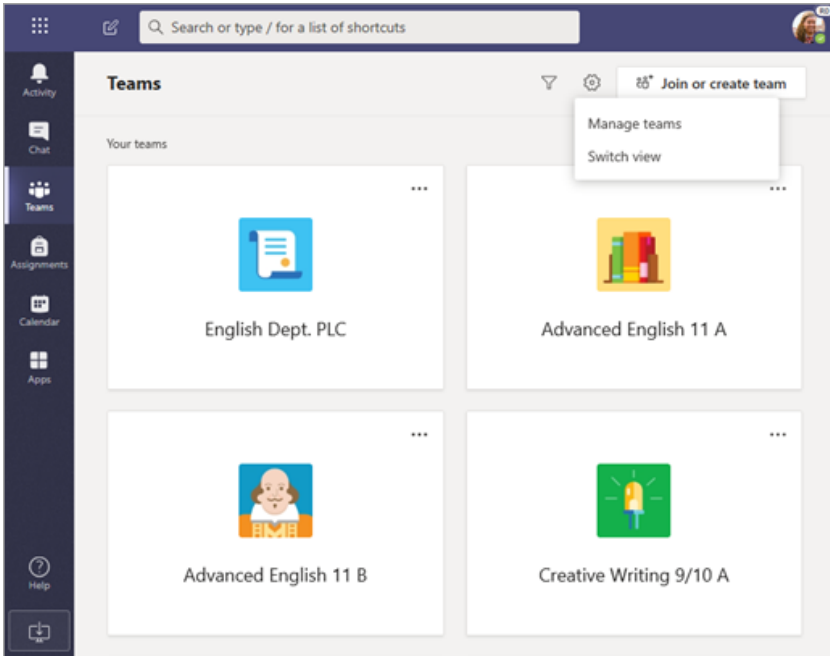 Search or type / for a list of shortcuts
RO
Activity
Chat
Teams
Assignments
Calendar
Apps
Help
Teams
Join or create team
Manage teams
Switch view
Your teams
English Dept. PLC
Advanced English 11 A
Advanced English 11 B
Creative Writing 9/10 A